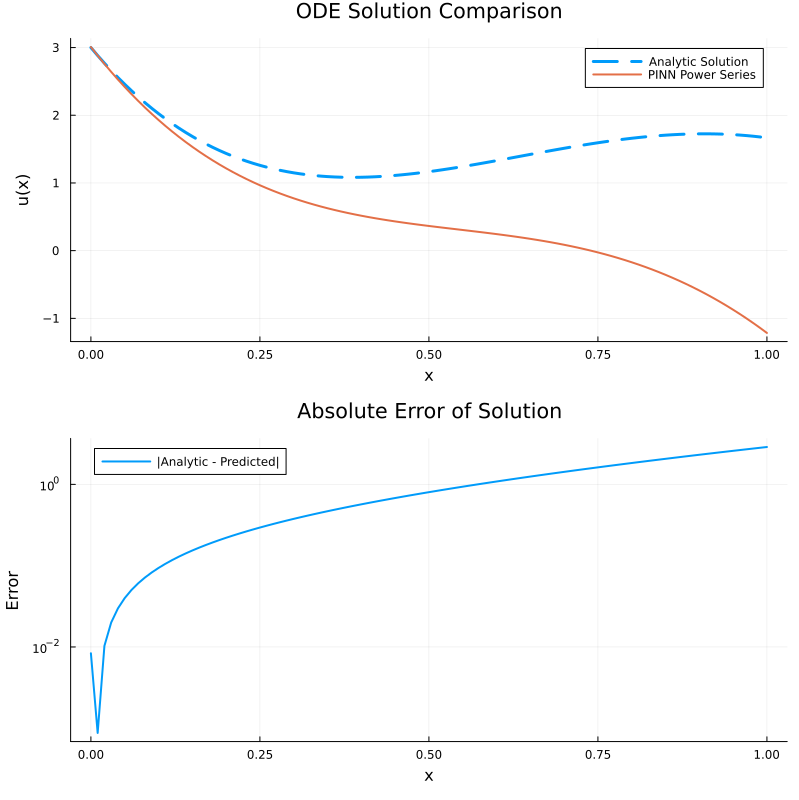 ODE Solution Comparison
Analytic Solution
PINN Power Series
3
2
1
0
−1
u(x)
0.00 0.25 0.50 0.75 1.00
x
Absolute Error of Solution
|Analytic - Predicted|
10⁰
10⁻²
Error
0.00 0.25 0.50 0.75 1.00
x